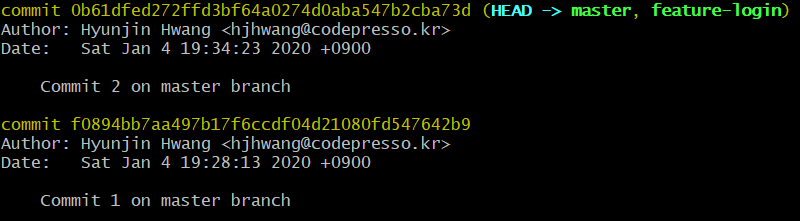 commit 0b61dfed272ffd3bf64a0274d0aba547b2cba73d (HEAD -> master, feature-login)
Author: Hyunjin Hwang <hjhwang@codepresso.kr>
Date:   Sat Jan 4 19:34:23 2020 +0900
Commit 2 on master branch
commit f0894bb7aa497b17f6ccdf04d21080fd547642b9
Author: Hyunjin Hwang <hjhwang@codepresso.kr>
Date:   Sat Jan 4 19:28:13 2020 +0900
Commit 1 on master branch